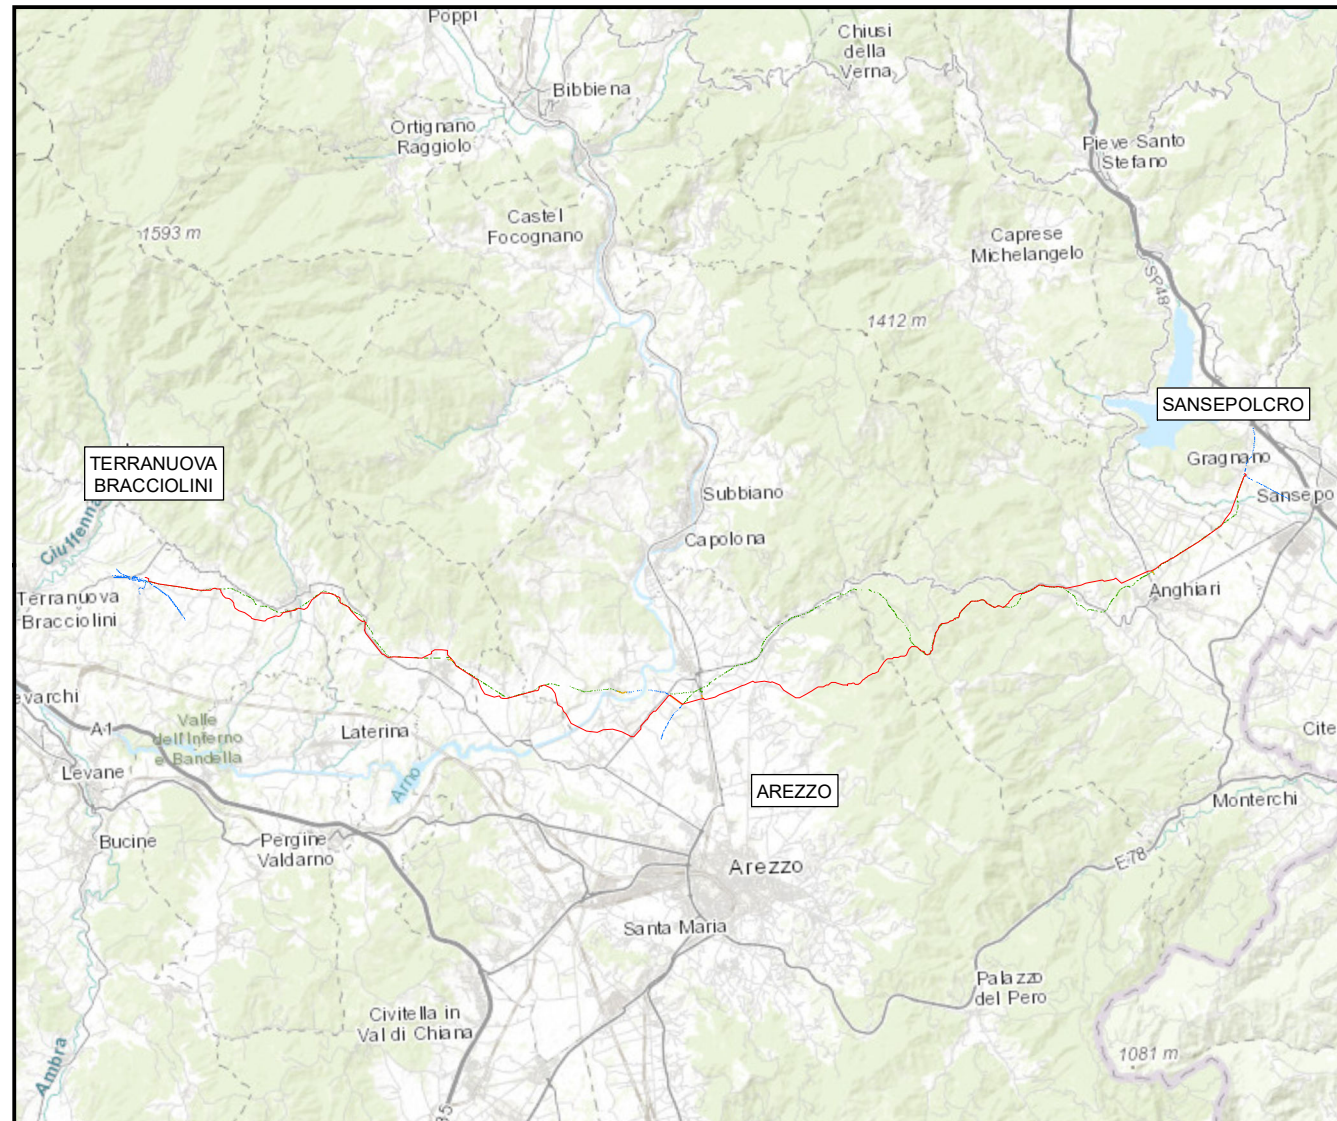 Poppi
Chiusi
della
Verna
Bibbiena
Ortignano
Raggiolo
Pieve Santo
Stefano
Castel
Focognano
1593 m
Caprese
Michelangelo
SP48
1412 m
SANSEPOLCRO
TERRANUOVA
BRACCIOLINI
Gragnano
Sansepo
Subbiano
Ciuffenna
Capolona
Terranuova
Bracciolini
Anghiari
evarchi
A1
Valle
dell'Inferno
e Bandella
Laterina
Cite
Levane
Arno
AREZZO
Monterchi
Bucine
Pergine
Valdarno
E78
Arezzo
Santa Maria
Palazzo
del Pero
Civitella in
Val di Chiana
1081 m
Ambra